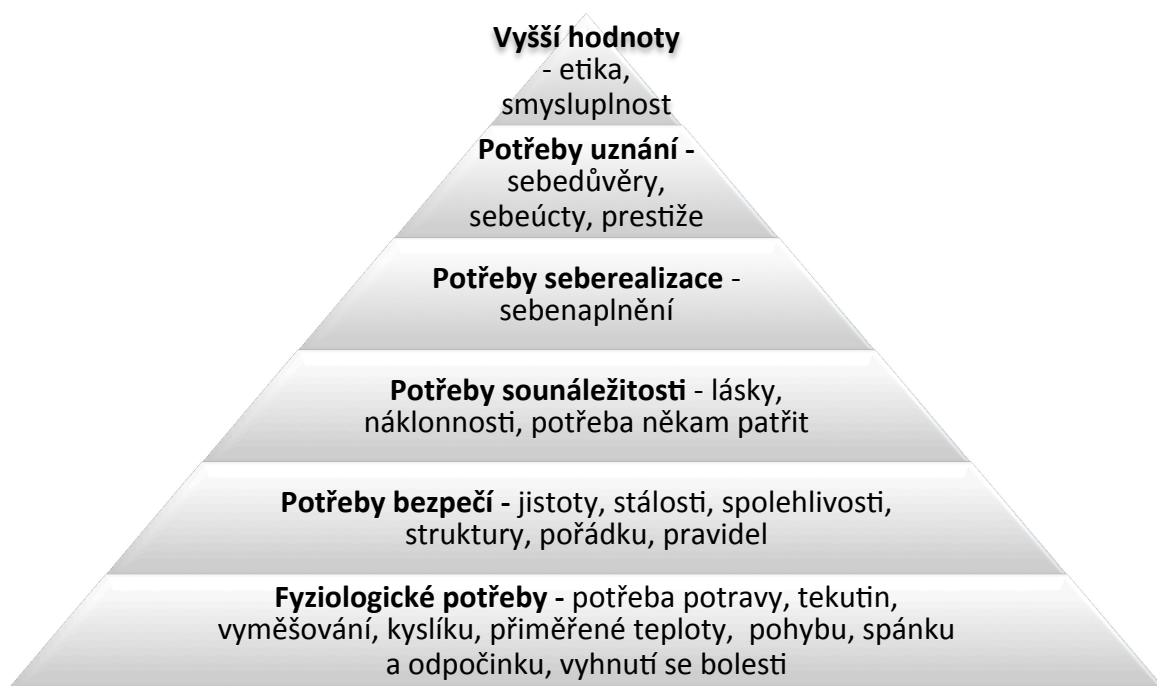 Vyšší hodnoty
- etika,
smysluplnost
Potřeby uznání -
sebedůvěry,
sebeúcty, prestiže
Potřeby seberealizace -
sebenaplnění
Potřeby sounáležitosti - lásky,
náklonnosti, potřeba někam patřit
Potřeby bezpečí - jistoty, stálosti, spolehlivosti,
struktury, pořádku, pravidel
Fyziologické potřeby - potřeba potravy, tekutin,
vyměšování, kyslíku, přiměřené teploty, pohybu, spánku
a odpočinku, vyhnutí se bolesti